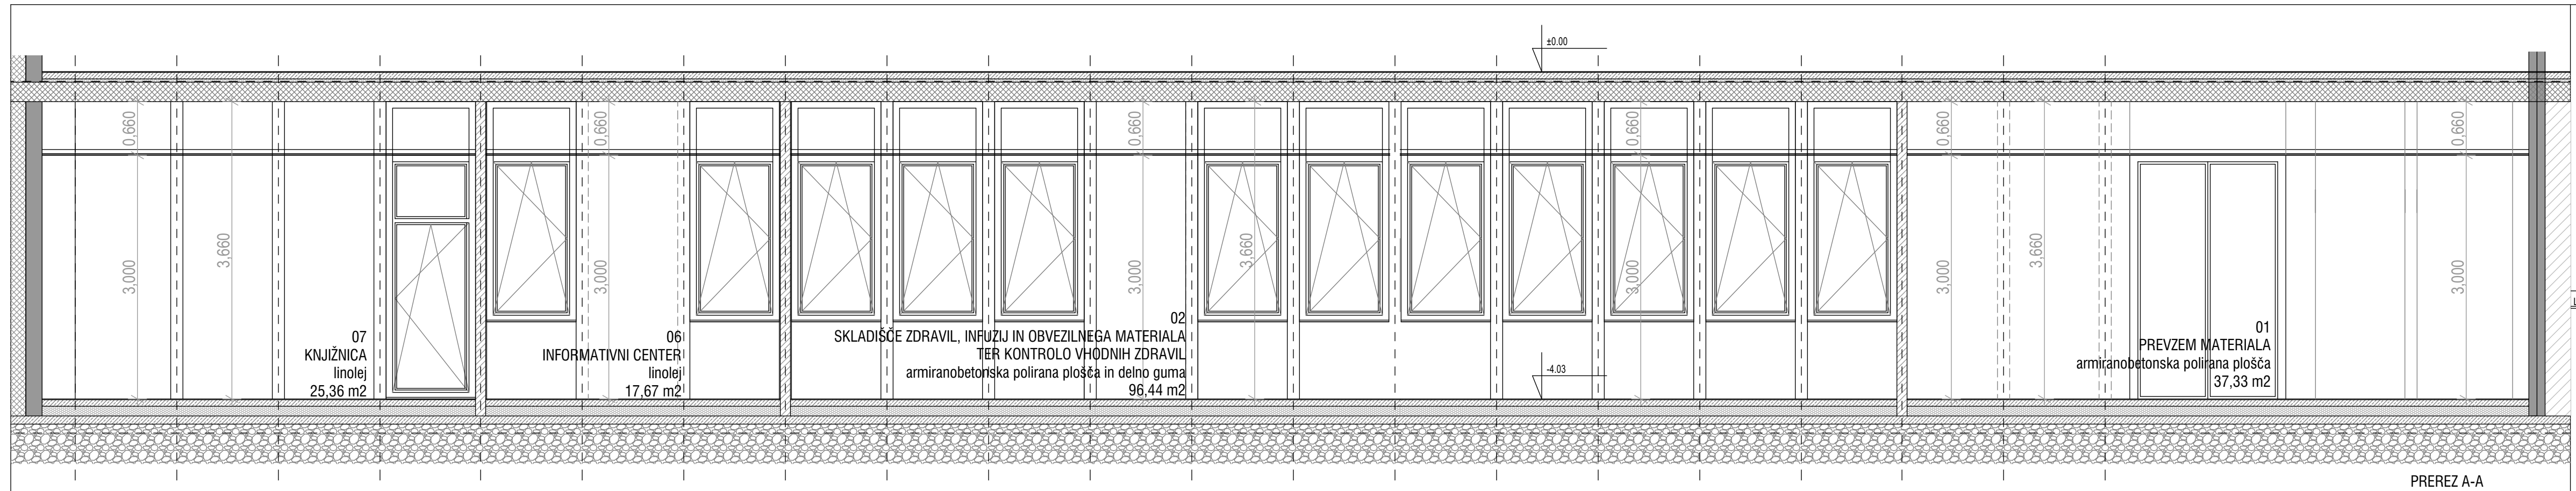 ±0.00
0,660
0,660
0,660
0,660
0,660
0,660
3,000
3,660
3,000
3,000
3,660
3,000
3,000
3,660
3,000
07
KNJIŽNICA
linolej
25,36 m2
06
INFORMATIVNI CENTER
linolej
17,67 m2
02
SKLADIŠČE ZDRAVIL, INFUZIJ IN OBVEZILNEGA MATERIALA
TER KONTROLO VHODNIH ZDRAVIL
armiranobetonska polirana plošča in delno guma
96,44 m2
-4.03
01
PREVZEM MATERIALA
armiranobetonska polirana plošča
37,33 m2
PREREZ A-A